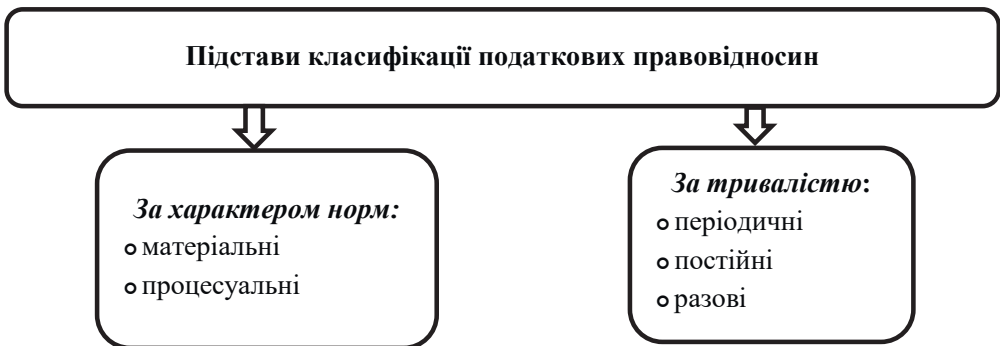 Підстави класифікації податкових правовідносин
За характером норм:
матеріальні
процесуальні
За тривалістю:
періодичні
постійні
разові